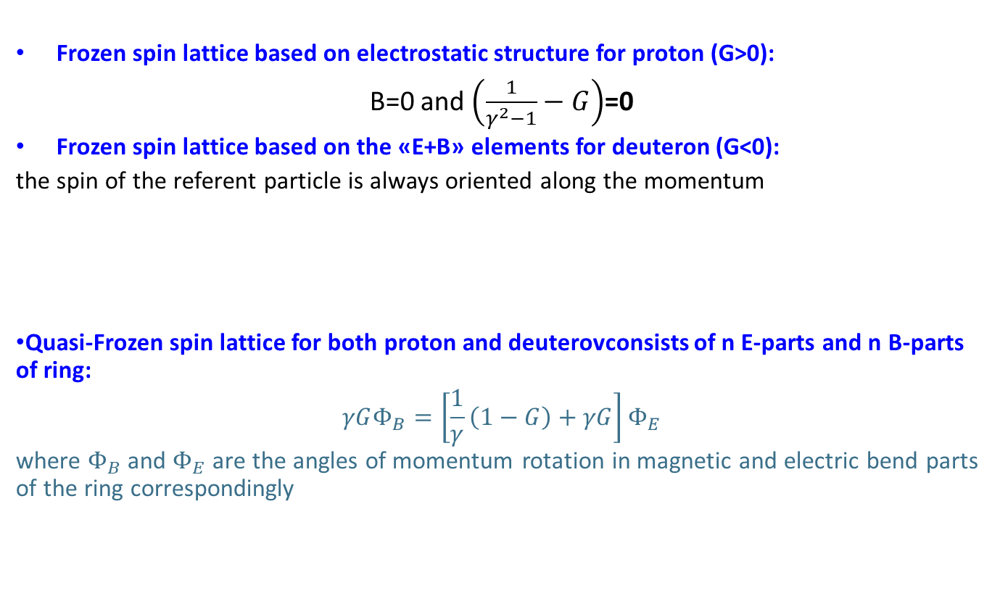 • Frozen spin lattice based on electrostatic structure for proton (G>0):
B=0 and $\left(\frac{1}{\gamma^2-1} - G\right)$=0
• Frozen spin lattice based on the «E+B» elements for deuteron (G<0):
the spin of the referent particle is always oriented along the momentum
•Quasi-Frozen spin lattice for both proton and deuterovconsists of n E-parts and n B-parts
of ring:
$\gamma G\Phi_B = \left[\frac{1}{\gamma}(1 - G) + \gamma G\right]\Phi_E$
where $\Phi_B$ and $\Phi_E$ are the angles of momentum rotation in magnetic and electric bend parts
of the ring correspondingly